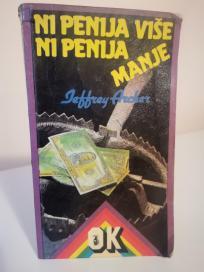 NI PENIJA VIŠE
NI PENIJA
MANJE
Jeffrey Archer
OK